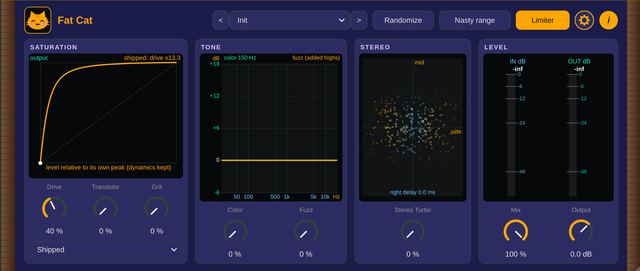 Fat Cat
< Init >
Randomize
Nasty range
Limiter
i
SATURATION
output shipped: drive x13.3
level relative to its own peak (dynamics kept)
Drive Transistor Grit
40 % 0 % 0 %
Shipped
TONE
dB color 150 Hz fuzz (added highs)
+18
+12
+6
0
-6
50 100 500 1k 5k 10k Hz
Color Fuzz
0 % 0 %
STEREO
mid
side
right delay 0.0 ms
Stereo Turbo
0 %
LEVEL
IN dB OUT dB
-inf -inf
0 0
-6 -6
-12 -12
-24 -24
-48 -48
Mix Output
100 % 0.0 dB